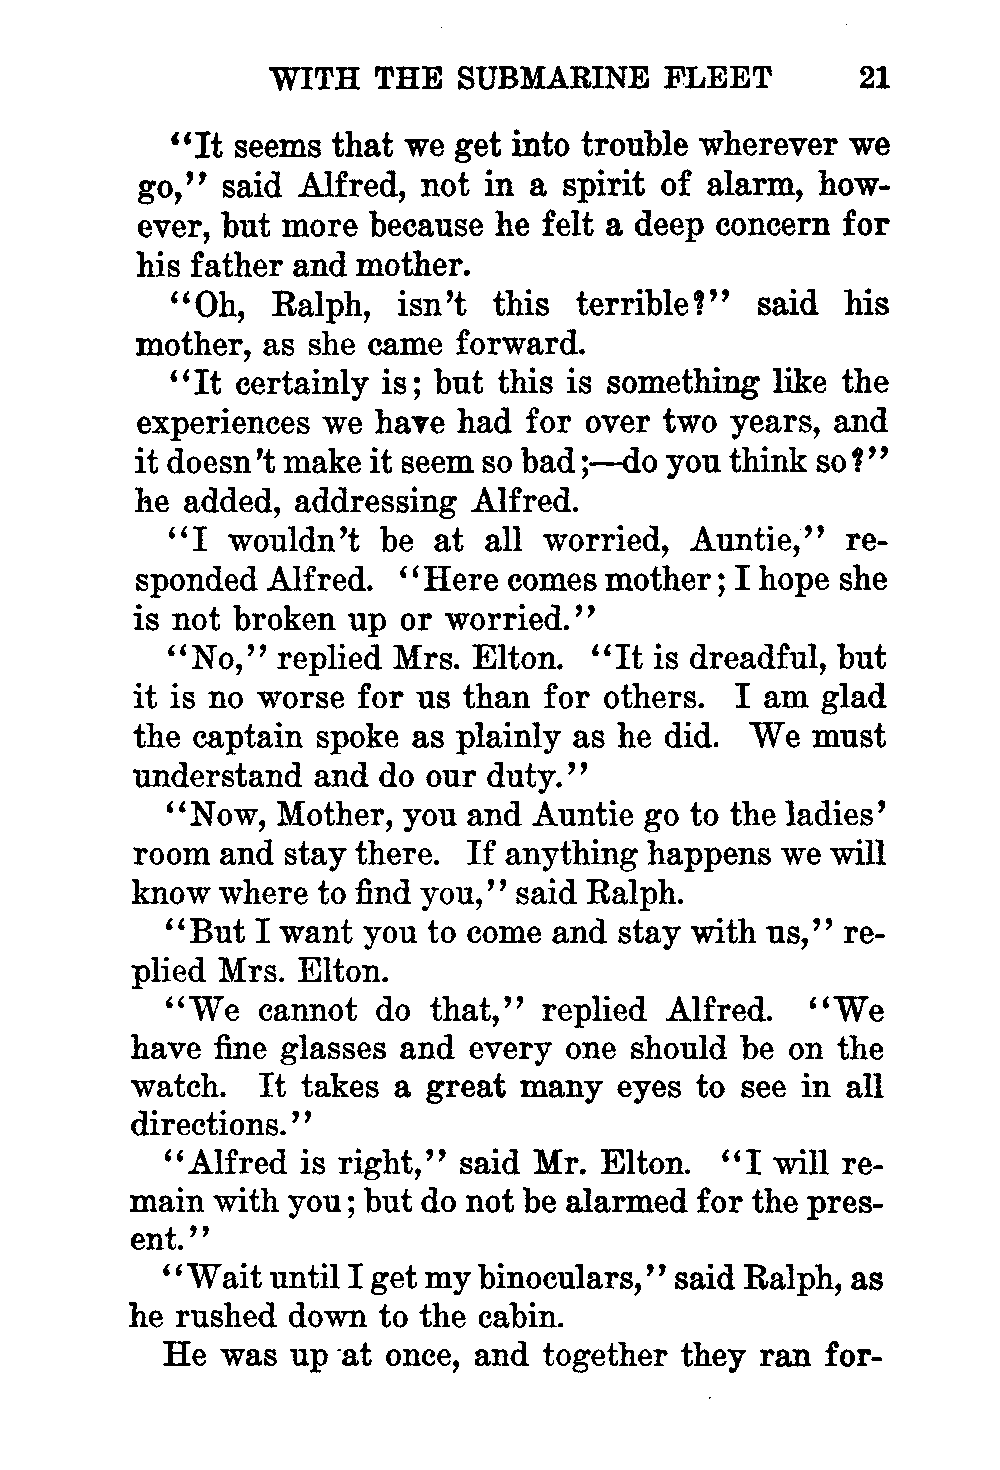 WITH THE SUBMARINE FLEET 21
“It seems that we get into trouble wherever we
go,” said Alfred, not in a spirit of alarm, how-
ever, but more because he felt a deep concern for
his father and mother.
“Oh, Ralph, isn’t this terrible?” said his
mother, as she came forward.
“It certainly is; but this is something like the
experiences we have had for over two years, and
it doesn’t make it seem so bad;—do you think so?”
he added, addressing Alfred.
“I wouldn’t be at all worried, Auntie,” re-
sponded Alfred. “Here comes mother; I hope she
is not broken up or worried.”
“No,” replied Mrs. Elton. “It is dreadful, but
it is no worse for us than for others. I am glad
the captain spoke as plainly as he did. We must
understand and do our duty.”
“Now, Mother, you and Auntie go to the ladies’
room and stay there. If anything happens we will
know where to find you,” said Ralph.
“But I want you to come and stay with us,” re-
plied Mrs. Elton.
“We cannot do that,” replied Alfred. “We
have fine glasses and every one should be on the
watch. It takes a great many eyes to see in all
directions.”
“Alfred is right,” said Mr. Elton. “I will re-
main with you; but do not be alarmed for the pres-
ent.”
“Wait until I get my binoculars,” said Ralph, as
he rushed down to the cabin.
He was up at once, and together they ran for-